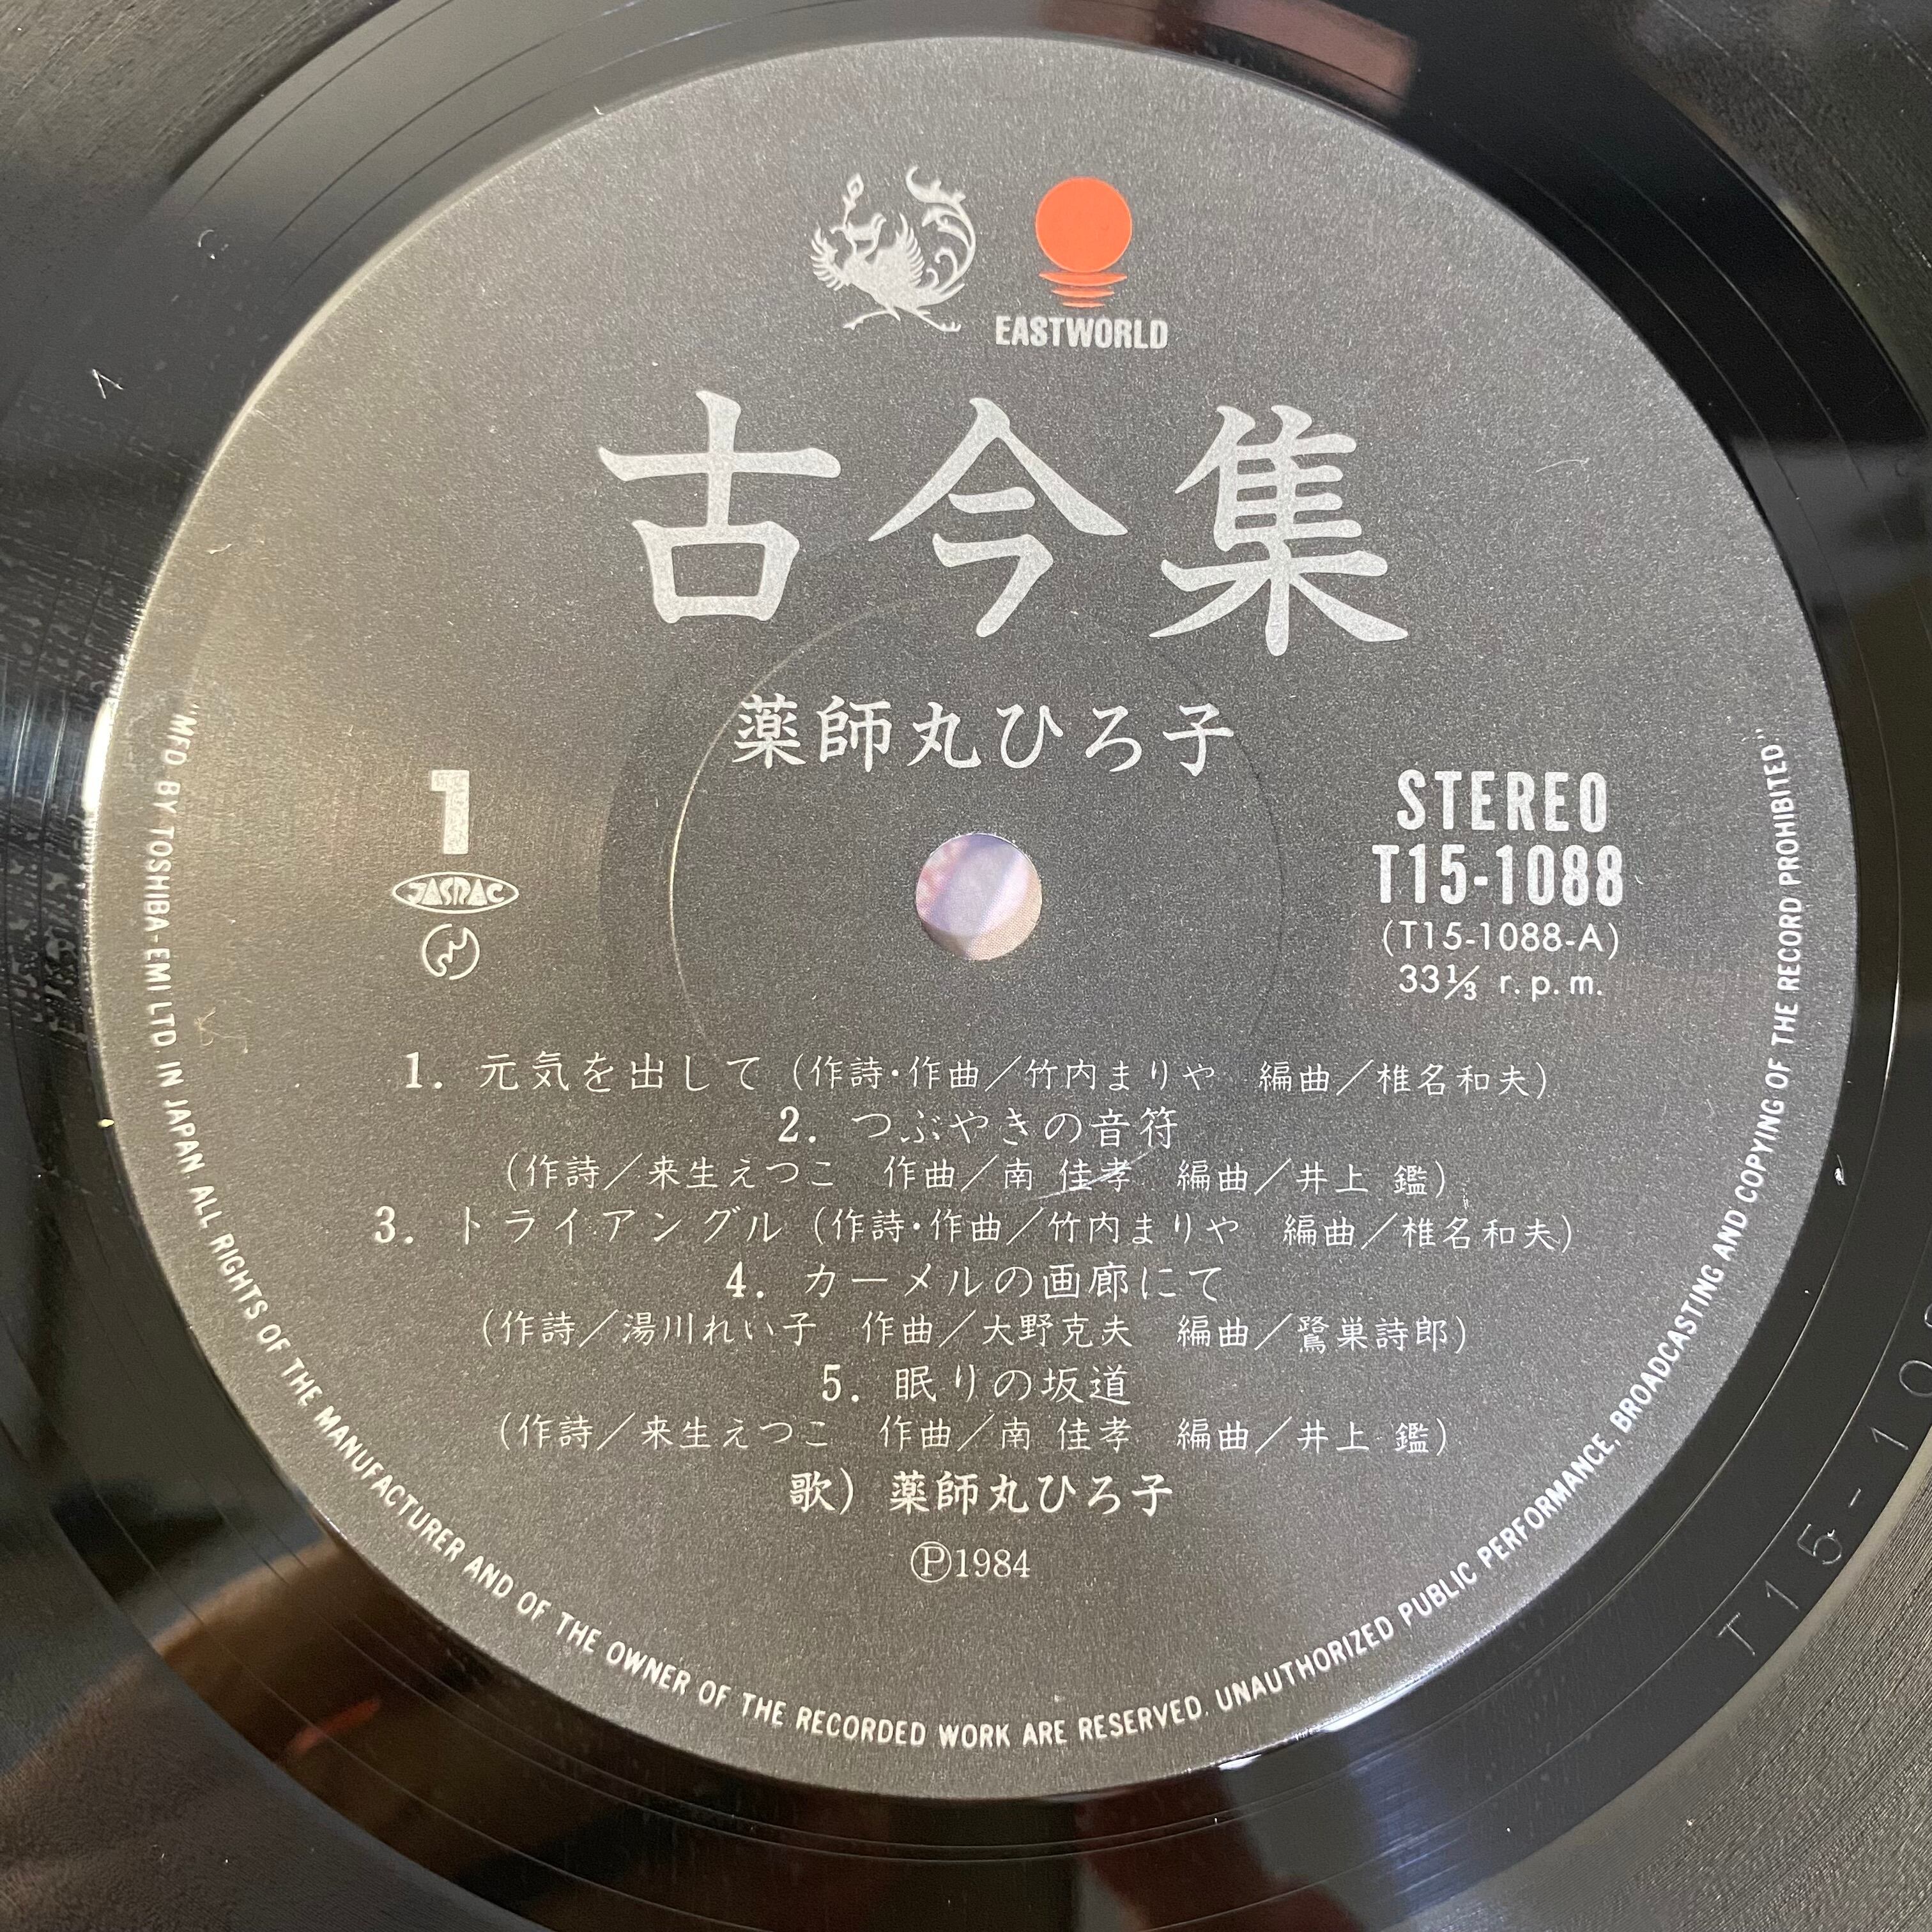 EASTWORLD
古今集
薬師丸ひろ子
1
JASRAC
STEREO
T15-1088
(T15-1088-A)
33⅓ r.p.m.
1. 元気を出して (作詩・作曲/竹内まりや 編曲/椎名和夫)
2. つぶやきの音符
(作詩/来生えつこ 作曲/南 佳孝 編曲/井上 鑑)
3. トライアングル (作詩・作曲/竹内まりや 編曲/椎名和夫)
4. カーメルの画廊にて
(作詩/湯川れい子 作曲/大野克夫 編曲/鷺巣詩郎)
5. 眠りの坂道
(作詩/来生えつこ 作曲/南 佳孝 編曲/井上 鑑)
歌) 薬師丸ひろ子
Ⓟ1984
"MFD BY TOSHIBA-EMI LTD. IN JAPAN. ALL RIGHTS OF THE MANUFACTURER AND OF THE OWNER OF THE RECORDED WORK ARE RESERVED. UNAUTHORIZED PUBLIC PERFORMANCE, BROADCASTING AND COPYING OF THE RECORD PROHIBITED"